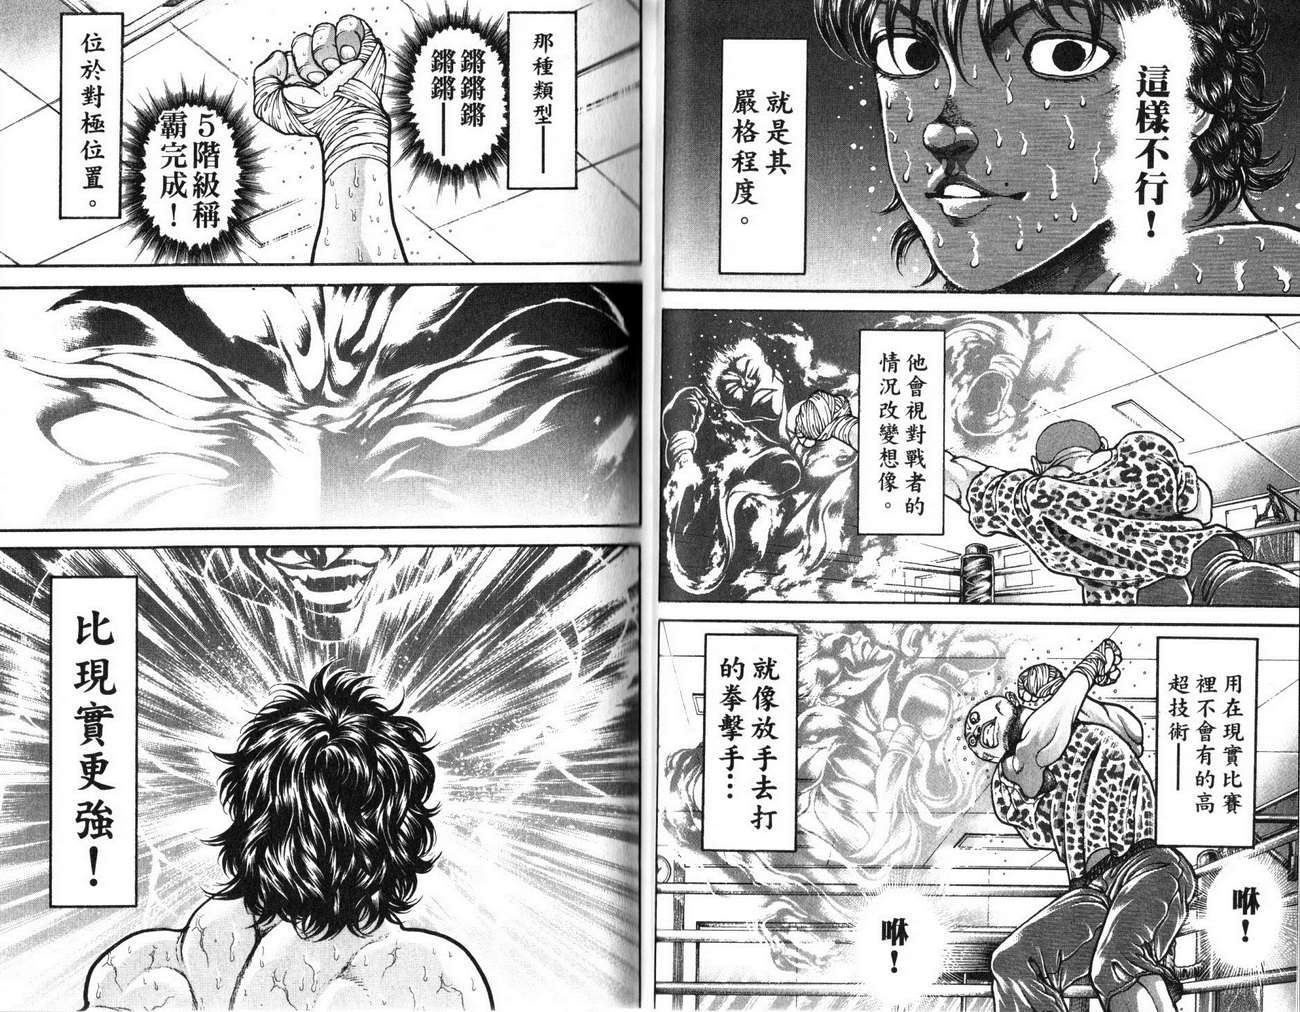 這樣不行！
就是其
嚴格程度。
他會視對戰者的
情況改變想像。
用在現實比賽
裡不會有的高
超技術——
咻！
就像放手去打
的拳擊手…
咻！
那種類型——
鏘鏘鏘
鏘鏘——
5階級稱
霸完成！
位於對極位置。
比現實更強！